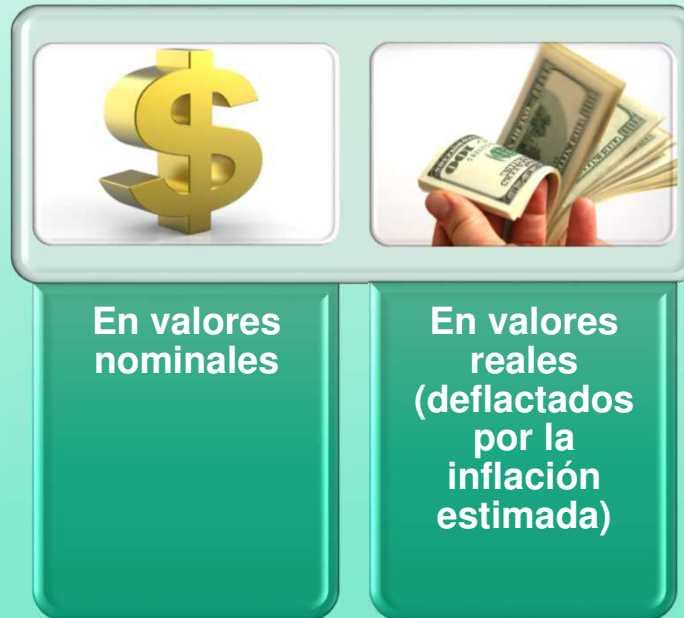 En valores
nominales
En valores
reales
(deflactados
por la
inflación
estimada)